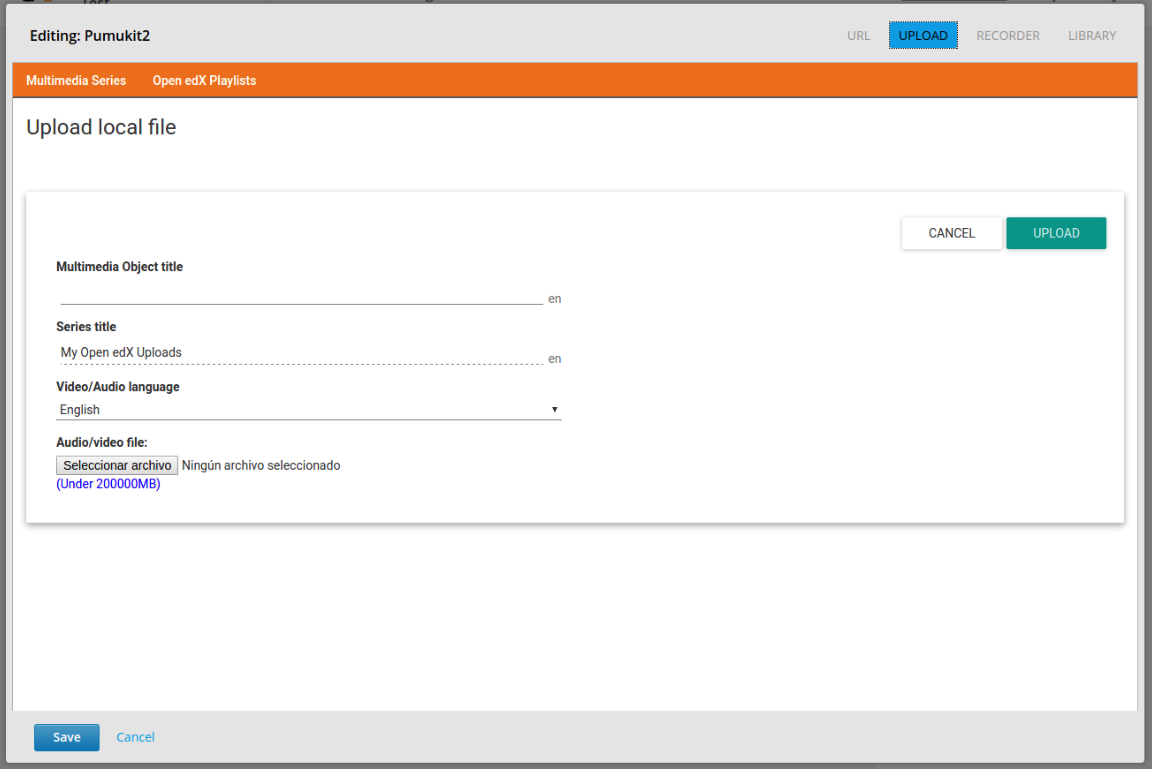 Editing: Pumukit2
URL UPLOAD RECORDER LIBRARY
Multimedia Series Open edX Playlists
Upload local file
CANCEL UPLOAD
Multimedia Object title
en
Series title
My Open edX Uploads
en
Video/Audio language
English
Audio/video file:
Seleccionar archivo Ningún archivo seleccionado
(Under 200000MB)
Save Cancel